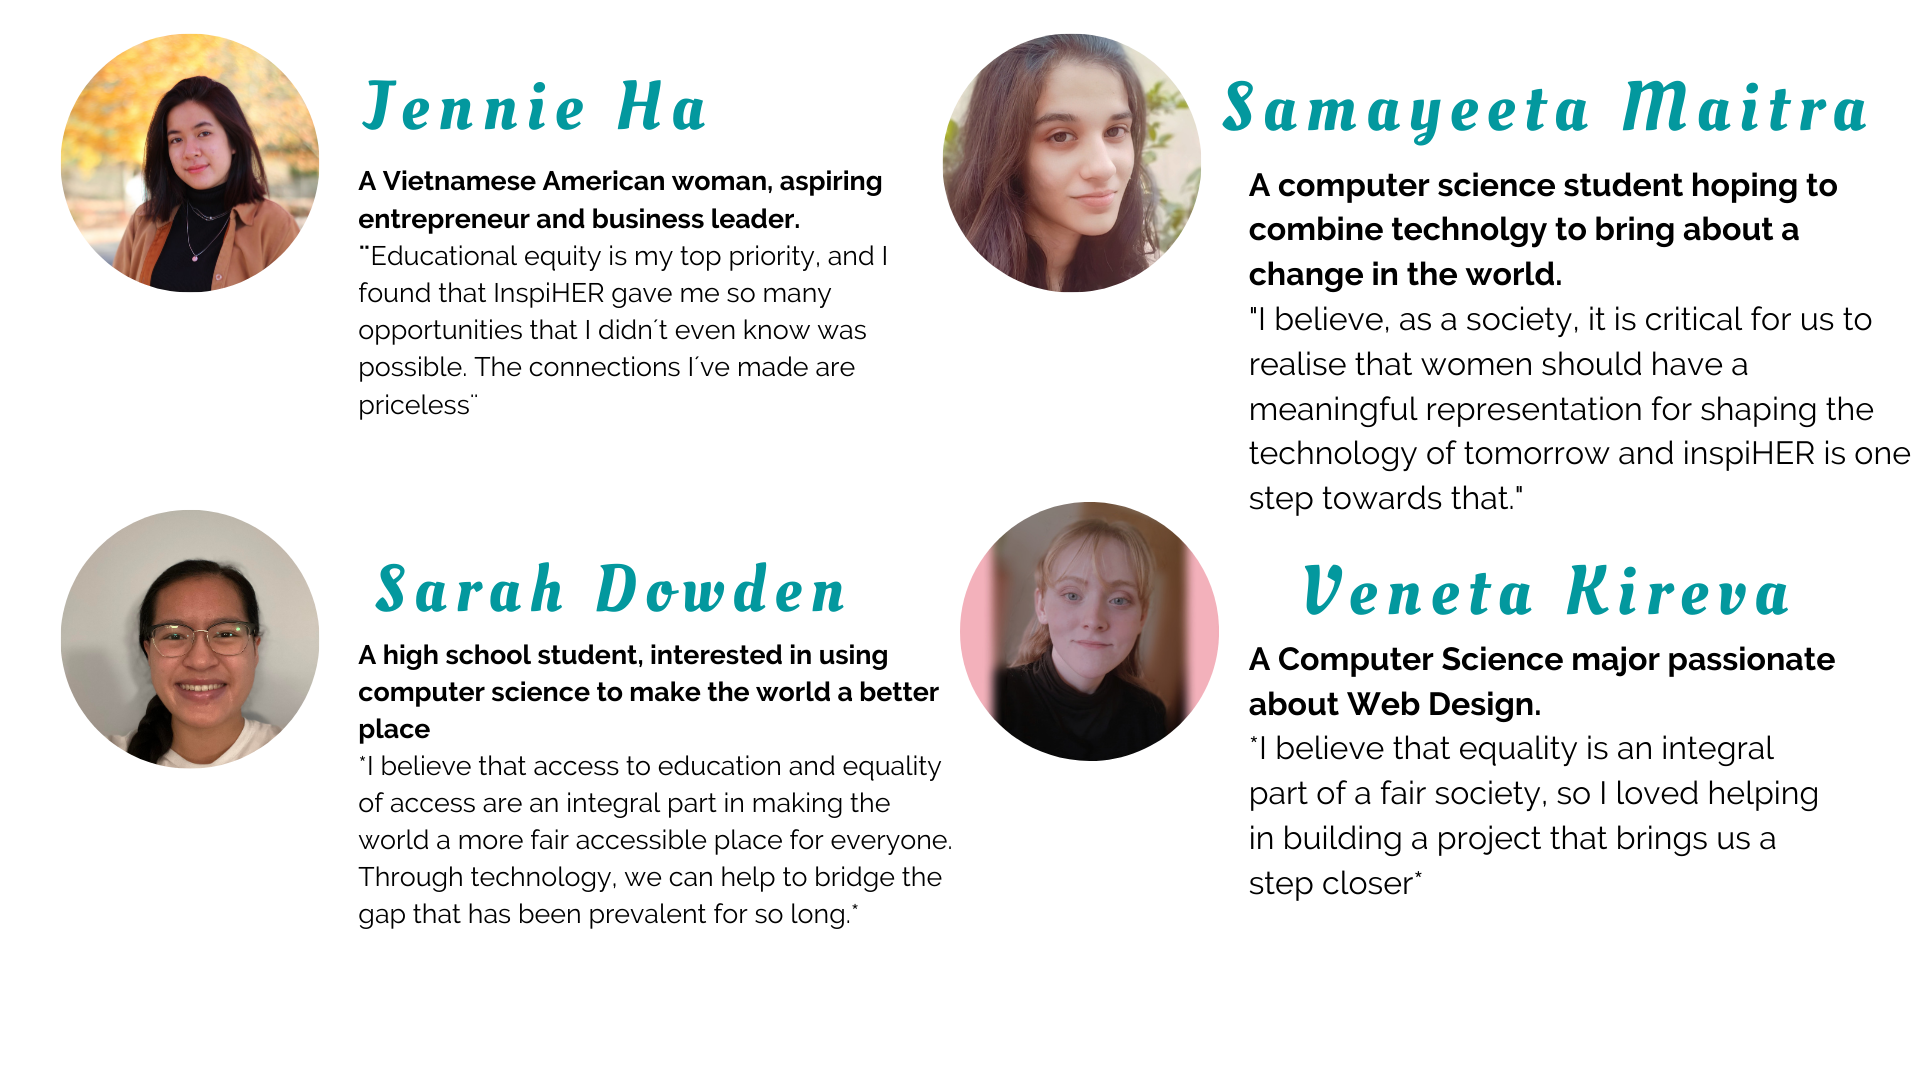 Jennie Ha
A Vietnamese American woman, aspiring
entrepreneur and business leader.
¨Educational equity is my top priority, and I
found that InspiHER gave me so many
opportunities that I didn´t even know was
possible. The connections I´ve made are
priceless¨
Samayeeta Maitra
A computer science student hoping to
combine technolgy to bring about a
change in the world.
"I believe, as a society, it is critical for us to
realise that women should have a
meaningful representation for shaping the
technology of tomorrow and inspiHER is one
step towards that."
Sarah Dowden
A high school student, interested in using
computer science to make the world a better
place
*I believe that access to education and equality
of access are an integral part in making the
world a more fair accessible place for everyone.
Through technology, we can help to bridge the
gap that has been prevalent for so long.*
Veneta Kireva
A Computer Science major passionate
about Web Design.
*I believe that equality is an integral
part of a fair society, so I loved helping
in building a project that brings us a
step closer*